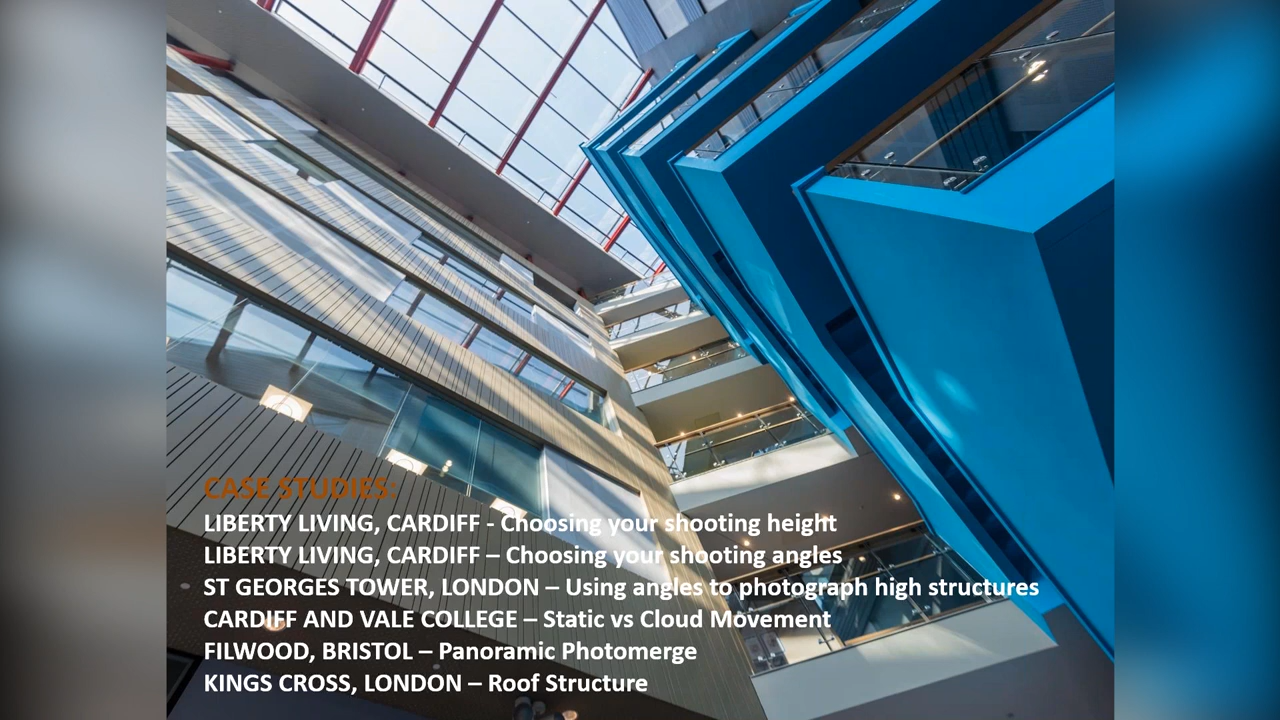 CASE STUDIES:
LIBERTY LIVING, CARDIFF - Choosing your shooting height
LIBERTY LIVING, CARDIFF – Choosing your shooting angles
ST GEORGES TOWER, LONDON – Using angles to photograph high structures
CARDIFF AND VALE COLLEGE – Static vs Cloud Movement
FILWOOD, BRISTOL – Panoramic Photomerge
KINGS CROSS, LONDON – Roof Structure